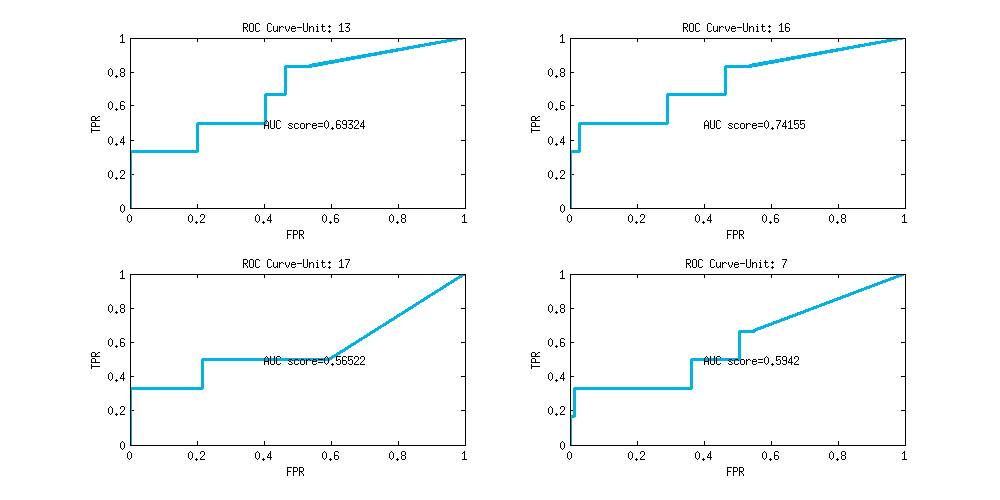 ROC Curve-Unit: 13
1
0.8
0.6
0.4
0.2
0
TPR
AUC score=0.69324
0 0.2 0.4 0.6 0.8 1
FPR
ROC Curve-Unit: 16
1
0.8
0.6
0.4
0.2
0
TPR
AUC score=0.74155
0 0.2 0.4 0.6 0.8 1
FPR
ROC Curve-Unit: 17
1
0.8
0.6
0.4
0.2
0
TPR
AUC score=0.56522
0 0.2 0.4 0.6 0.8 1
FPR
ROC Curve-Unit: 7
1
0.8
0.6
0.4
0.2
0
TPR
AUC score=0.5942
0 0.2 0.4 0.6 0.8 1
FPR